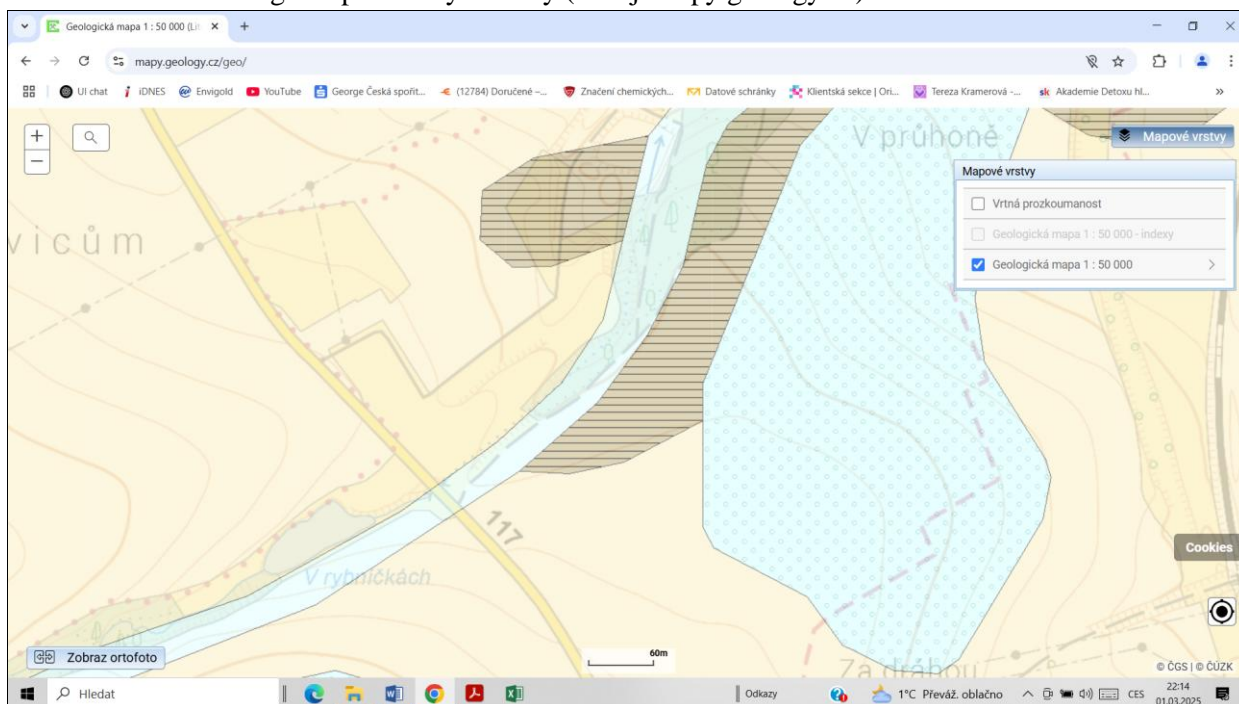 Geologická mapa 1 : 50 000 (Lis
mapy.geology.cz/geo/
UI chat
iDNES
Envigold
YouTube
George Česká spořit...
(12784) Doručené –...
Značení chemických...
Datové schránky
Klientská sekce | Ori...
Tereza Kramerová -...
Akademie Detoxu hl...
»
+
−
V průhoně
Mapové vrstvy
Mapové vrstvy
Vrtná prozkoumanost
Geologická mapa 1 : 50 000 - indexy
Geologická mapa 1 : 50 000
vicům
117
V rybníčkách
Cookies
Zobraz ortofoto
60m
Za dráhou
© ČGS | © ČÚZK
Hledat
Odkazy
1°C Převáž. oblačno
CES
22:14
01.03.2025